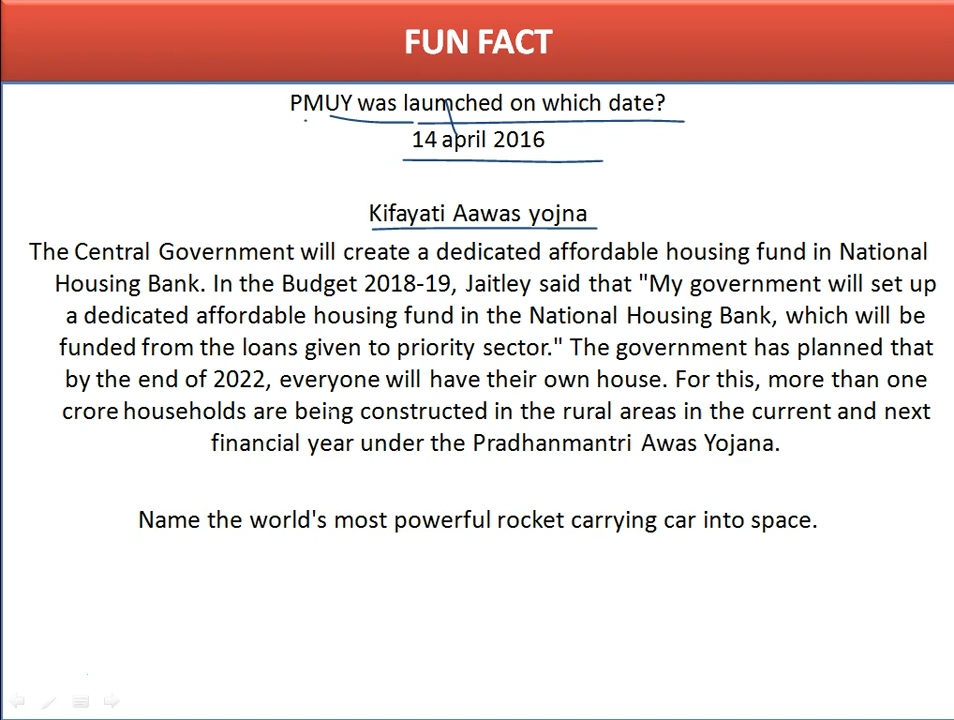 FUN FACT
PMUY was laumched on which date?
14 april 2016
Kifayati Aawas yojna
The Central Government will create a dedicated affordable housing fund in National
Housing Bank. In the Budget 2018-19, Jaitley said that "My government will set up
a dedicated affordable housing fund in the National Housing Bank, which will be
funded from the loans given to priority sector." The government has planned that
by the end of 2022, everyone will have their own house. For this, more than one
crore households are being constructed in the rural areas in the current and next
financial year under the Pradhanmantri Awas Yojana.
Name the world's most powerful rocket carrying car into space.